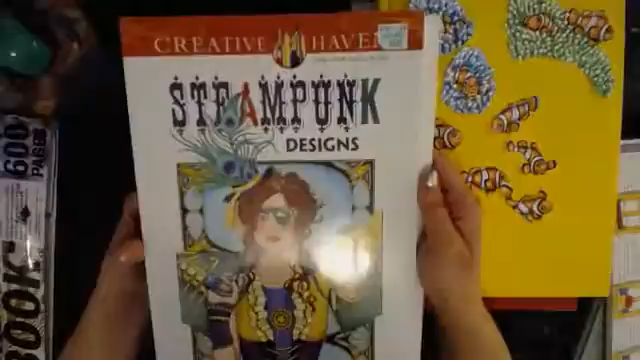 CREATIVE HAVEN
STEAMPUNK
DESIGNS
600
PAGES
BOOK